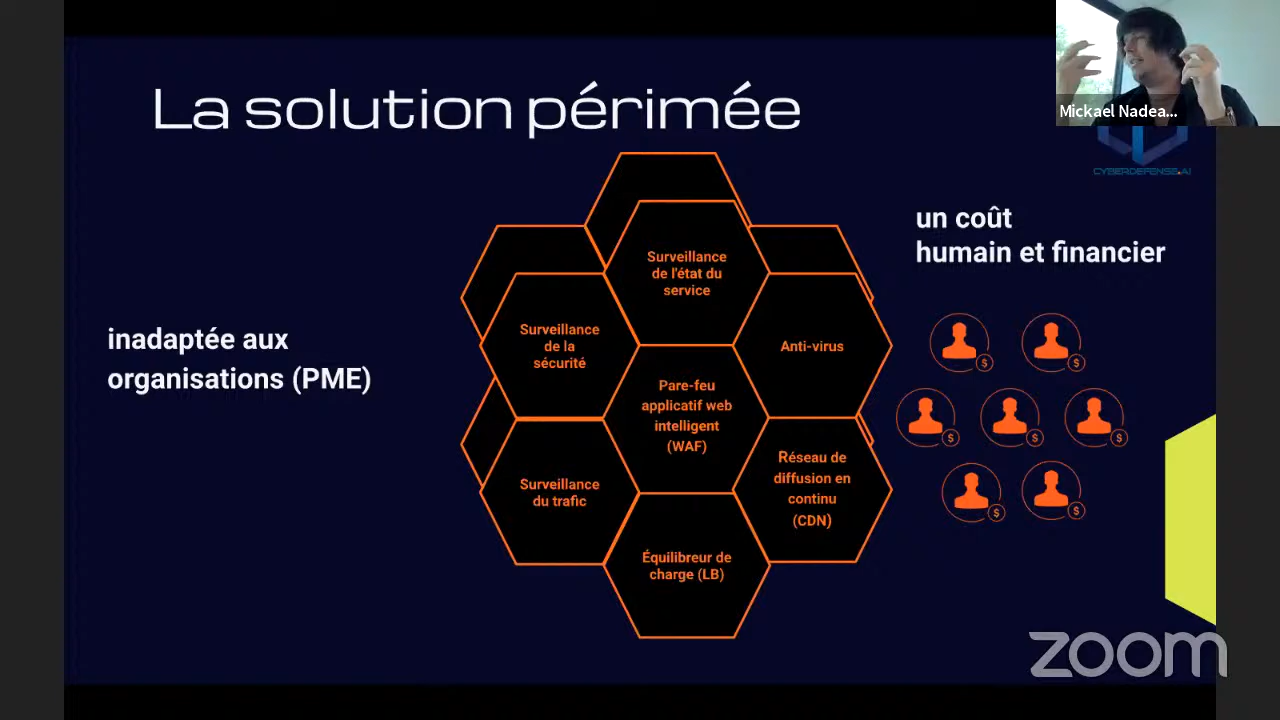 La solution périmée
Mickael Nadea...
CYBERDEFENSE.AI
un coût
humain et financier
inadaptée aux
organisations (PME)
Surveillance
de l'état du
service
Surveillance
de la
sécurité
Anti-virus
Pare-feu
applicatif web
intelligent
(WAF)
Surveillance
du trafic
Réseau de
diffusion en
continu
(CDN)
Équilibreur de
charge (LB)
$
$
$
$
$
$
$
zoom